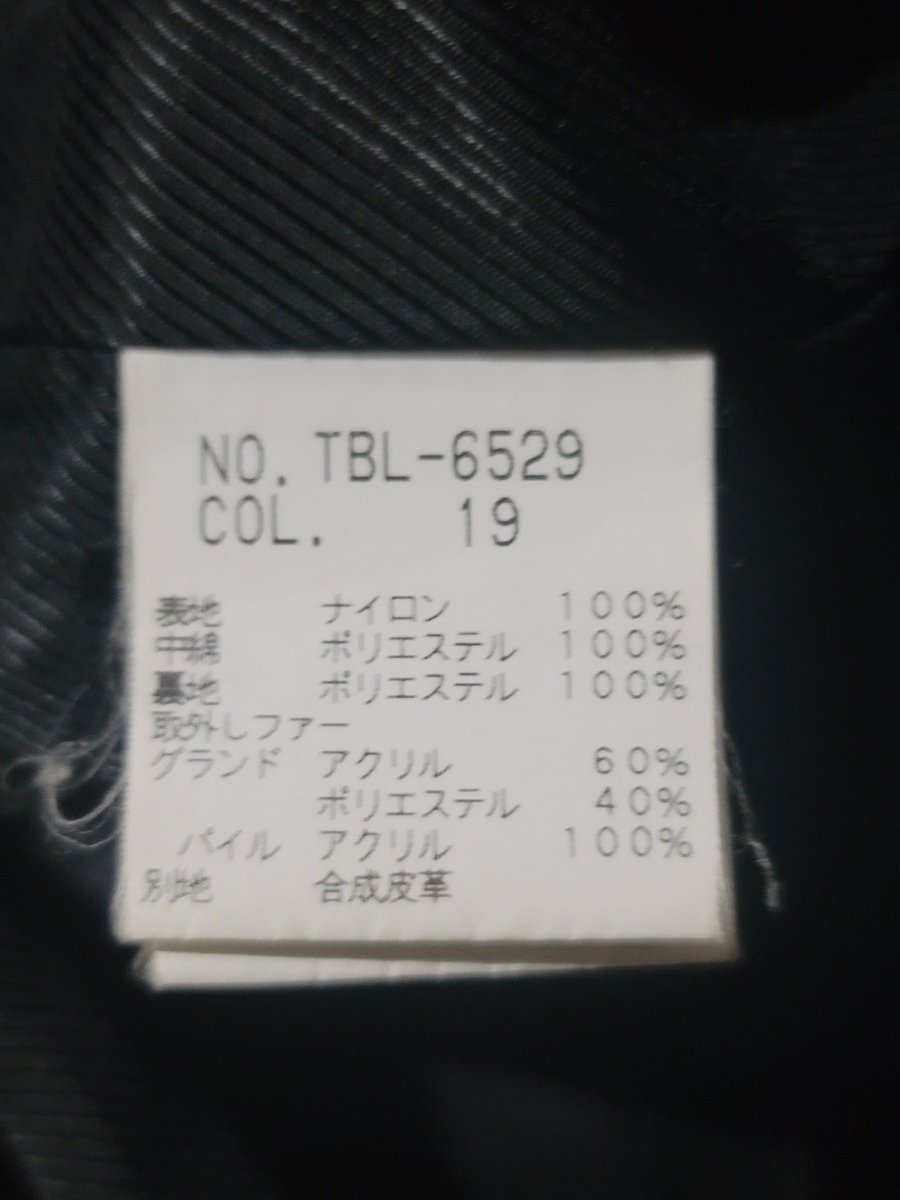 NO. TBL-6529
COL. 19
表地 ナイロン 100%
中綿 ポリエステル 100%
裏地 ポリエステル 100%
取外しファー
グランド アクリル 60%
ポリエステル 40%
パイル アクリル 100%
別地 合成皮革